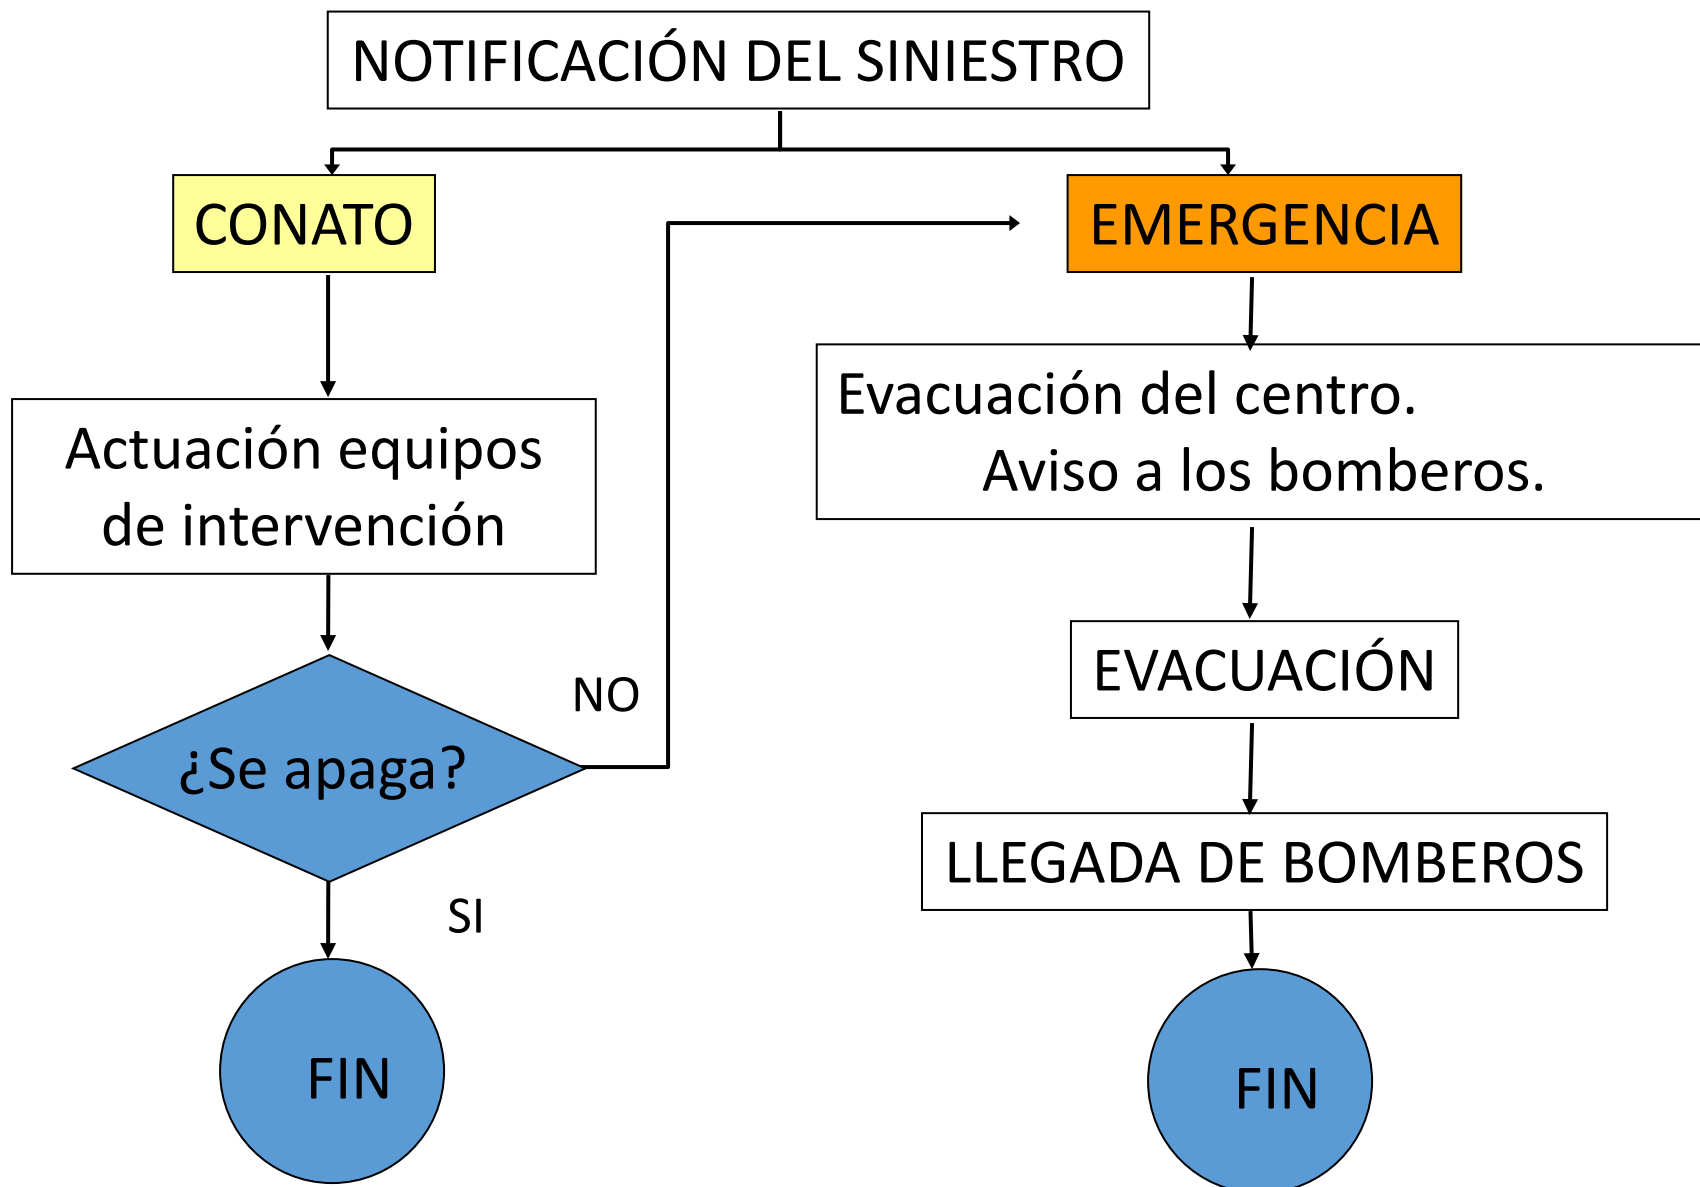 NOTIFICACIÓN DEL SINIESTRO
CONATO
EMERGENCIA
Actuación equipos
de intervención
Evacuación del centro.
Aviso a los bomberos.
NO
¿Se apaga?
SI
FIN
EVACUACIÓN
LLEGADA DE BOMBEROS
FIN